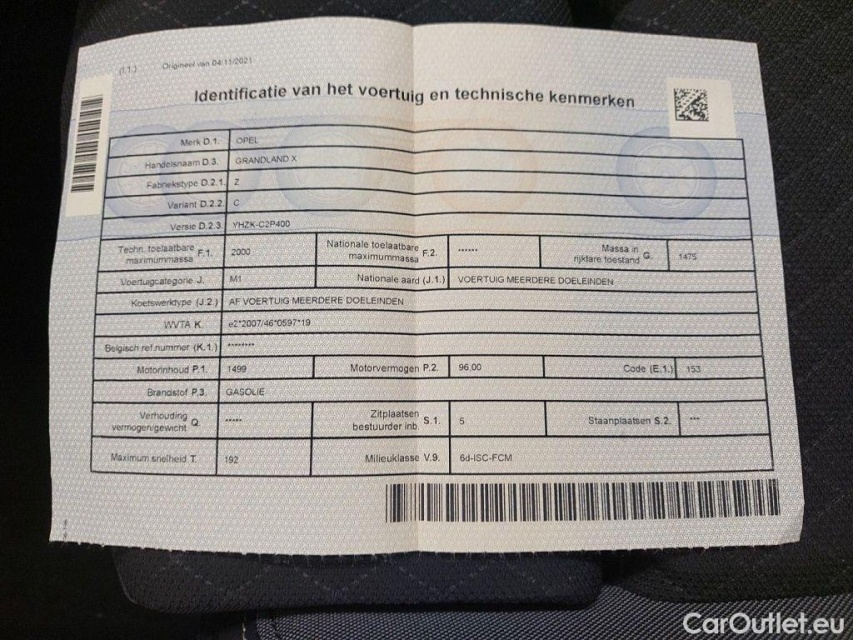 (I.1.) Origineel van 04/11/2021
Identificatie van het voertuig en technische kenmerken
Merk D.1. OPEL
Handelsnaam D.3. GRANDLAND X
Fabriekstype D.2.1. Z
Variant D.2.2. C
Versie D.2.3. YHZK-C2P400
Techn. toelaatbare maximummassa F.1. 2000 Nationale toelaatbare maximummassa F.2. ****** Massa in rijklare toestand G. 1475
Voertuigcategorie J. M1 Nationale aard (J.1.) VOERTUIG MEERDERE DOELEINDEN
Koetswerktype (J.2.) AF VOERTUIG MEERDERE DOELEINDEN
WVTA K. e2*2007/46*0597*19
Belgisch ref.nummer (K.1.) ********
Motorinhoud P.1. 1499 Motorvermogen P.2. 96.00 Code (E.1.) 153
Brandstof P.3. GASOLIE
Verhouding vermogen/gewicht Q. ***** Zitplaatsen bestuurder inb. S.1. 5 Staanplaatsen S.2. ***
Maximum snelheid T. 192 Milieuklasse V.9. 6d-ISC-FCM
CarOutlet.eu